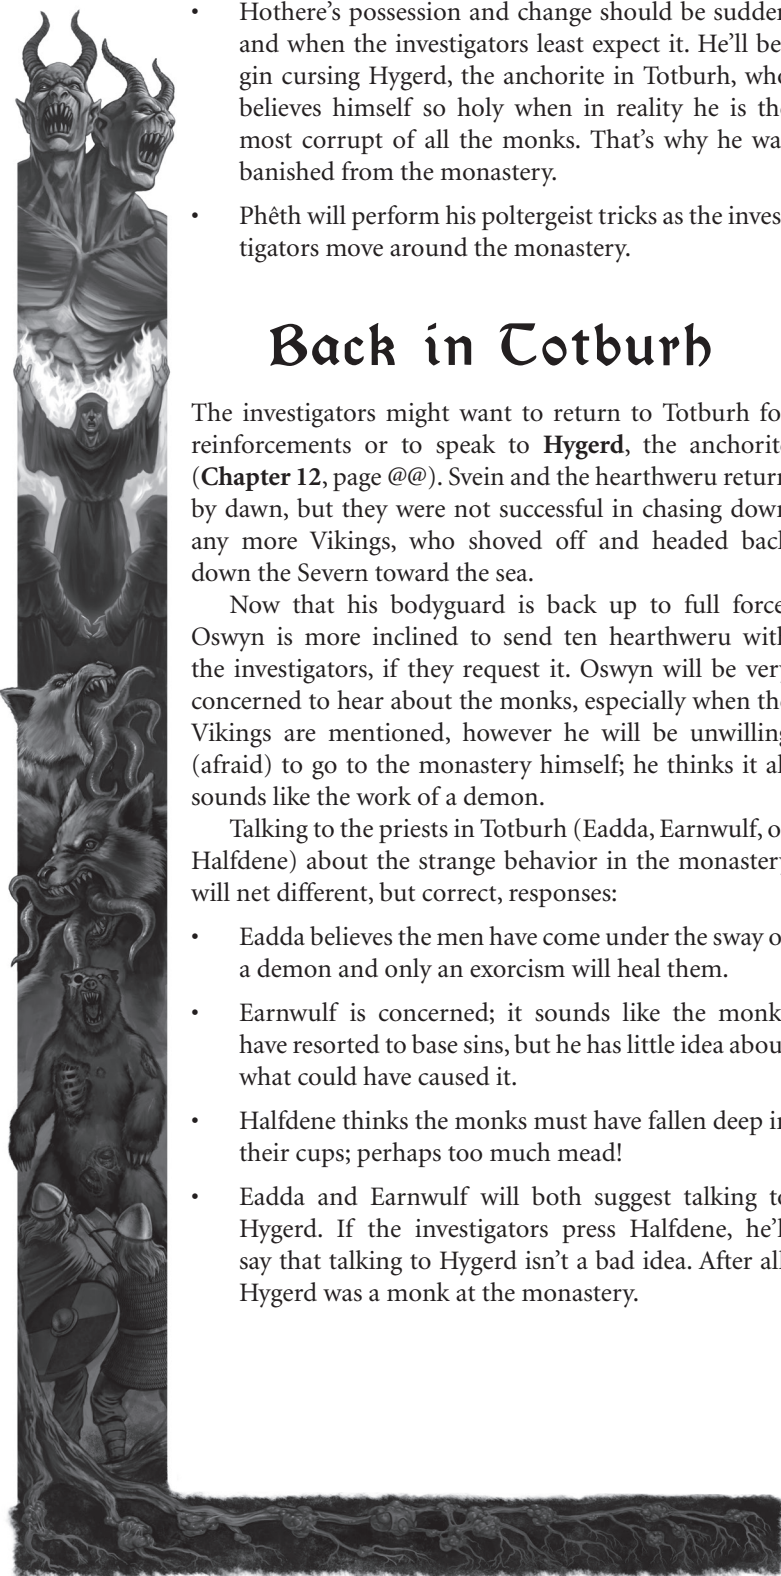 • Hothere’s possession and change should be sudden
and when the investigators least expect it. He’ll be-
gin cursing Hygerd, the anchorite in Totburh, who
believes himself so holy when in reality he is th
most corrupt of all the monks. That’s why he wa
banished from the monastery.
• Phêth will perform his poltergeist tricks as the inves-
tigators move around the monastery.
Back in Totburh
The investigators might want to return to Totburh fo
reinforcements or to speak to Hygerd, the anchorite
(Chapter 12, page @@). Svein and the hearthweru return
by dawn, but they were not successful in chasing down
any more Vikings, who shoved off and headed back
down the Severn toward the sea.
Now that his bodyguard is back up to full force
Oswyn is more inclined to send ten hearthweru with
the investigators, if they request it. Oswyn will be very
concerned to hear about the monks, especially when th
Vikings are mentioned, however he will be unwilling
(afraid) to go to the monastery himself; he thinks it al
sounds like the work of a demon.
Talking to the priests in Totburh (Eadda, Earnwulf, o
Halfdene) about the strange behavior in the monastery
will net different, but correct, responses:
• Eadda believes the men have come under the sway o
a demon and only an exorcism will heal them.
• Earnwulf is concerned; it sounds like the monk
have resorted to base sins, but he has little idea abou
what could have caused it.
• Halfdene thinks the monks must have fallen deep in
their cups; perhaps too much mead!
• Eadda and Earnwulf will both suggest talking to
Hygerd. If the investigators press Halfdene, he’l
say that talking to Hygerd isn’t a bad idea. After all
Hygerd was a monk at the monastery.